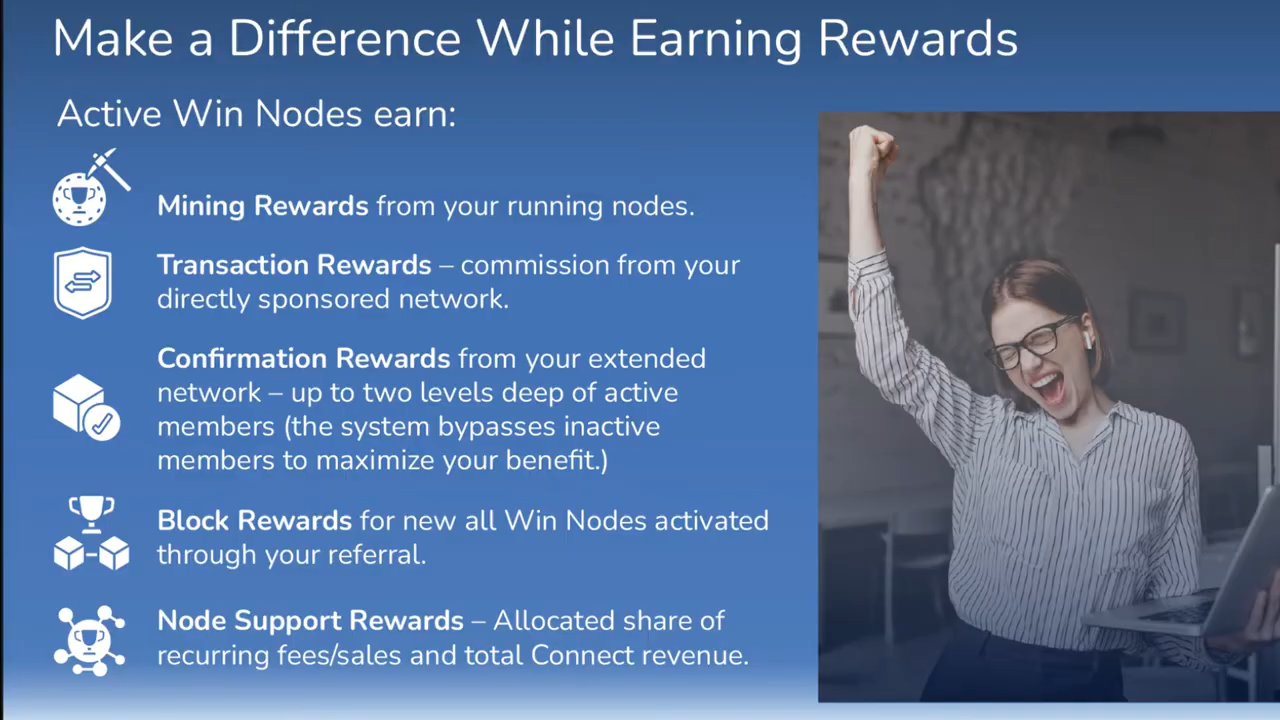 Make a Difference While Earning Rewards
Active Win Nodes earn:
Mining Rewards from your running nodes.
Transaction Rewards – commission from your
directly sponsored network.
Confirmation Rewards from your extended
network – up to two levels deep of active
members (the system bypasses inactive
members to maximize your benefit.)
Block Rewards for new all Win Nodes activated
through your referral.
Node Support Rewards – Allocated share of
recurring fees/sales and total Connect revenue.